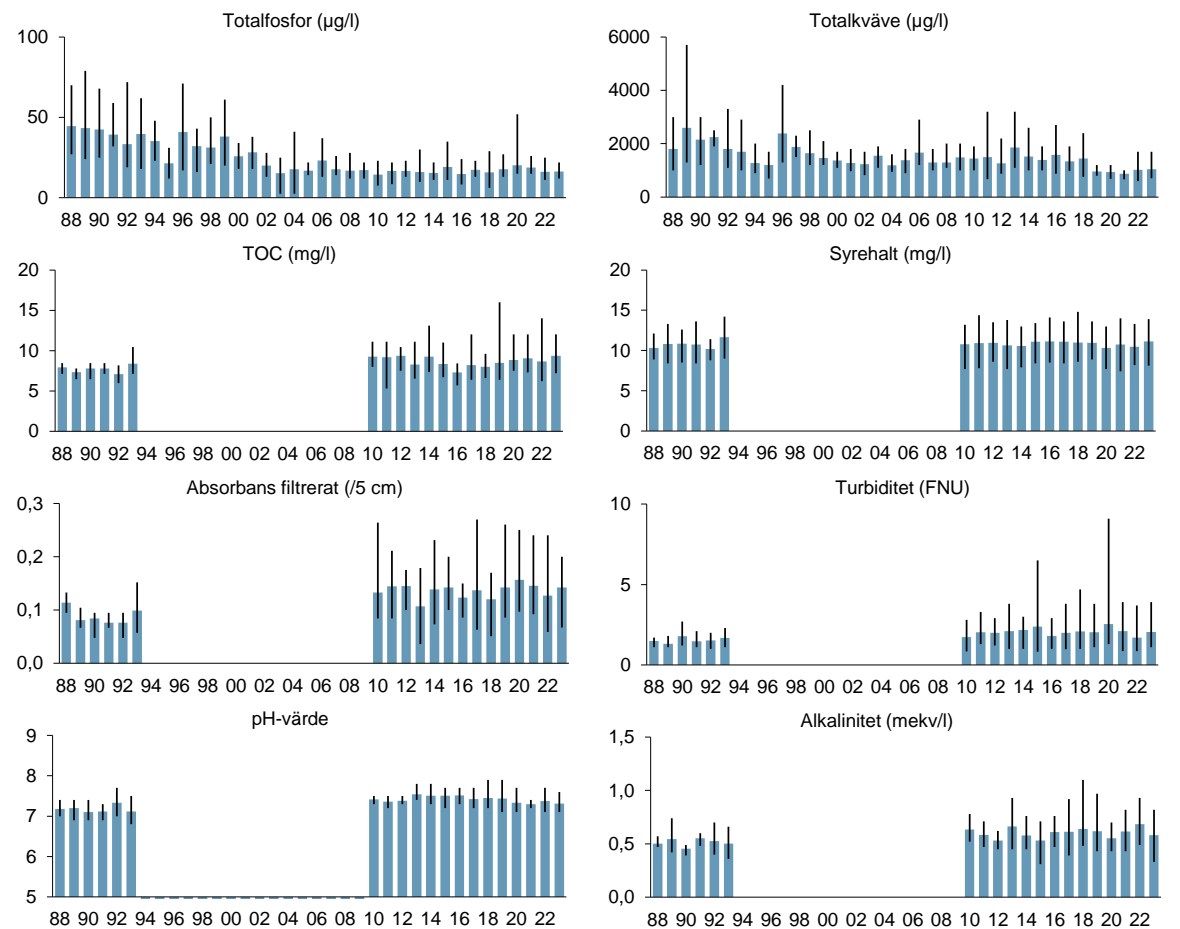 Totalfosfor (µg/l)
100
50
0
88 90 92 94 96 98 00 02 04 06 08 10 12 14 16 18 20 22
Totalkväve (µg/l)
6000
4000
2000
0
88 90 92 94 96 98 00 02 04 06 08 10 12 14 16 18 20 22
TOC (mg/l)
20
15
10
5
0
88 90 92 94 96 98 00 02 04 06 08 10 12 14 16 18 20 22
Syrehalt (mg/l)
20
15
10
5
0
88 90 92 94 96 98 00 02 04 06 08 10 12 14 16 18 20 22
Absorbans filtrerat (/5 cm)
0,3
0,2
0,1
0,0
88 90 92 94 96 98 00 02 04 06 08 10 12 14 16 18 20 22
Turbiditet (FNU)
10
5
0
88 90 92 94 96 98 00 02 04 06 08 10 12 14 16 18 20 22
pH-värde
9
8
7
6
5
88 90 92 94 96 98 00 02 04 06 08 10 12 14 16 18 20 22
Alkalinitet (mekv/l)
1,5
1,0
0,5
0,0
88 90 92 94 96 98 00 02 04 06 08 10 12 14 16 18 20 22